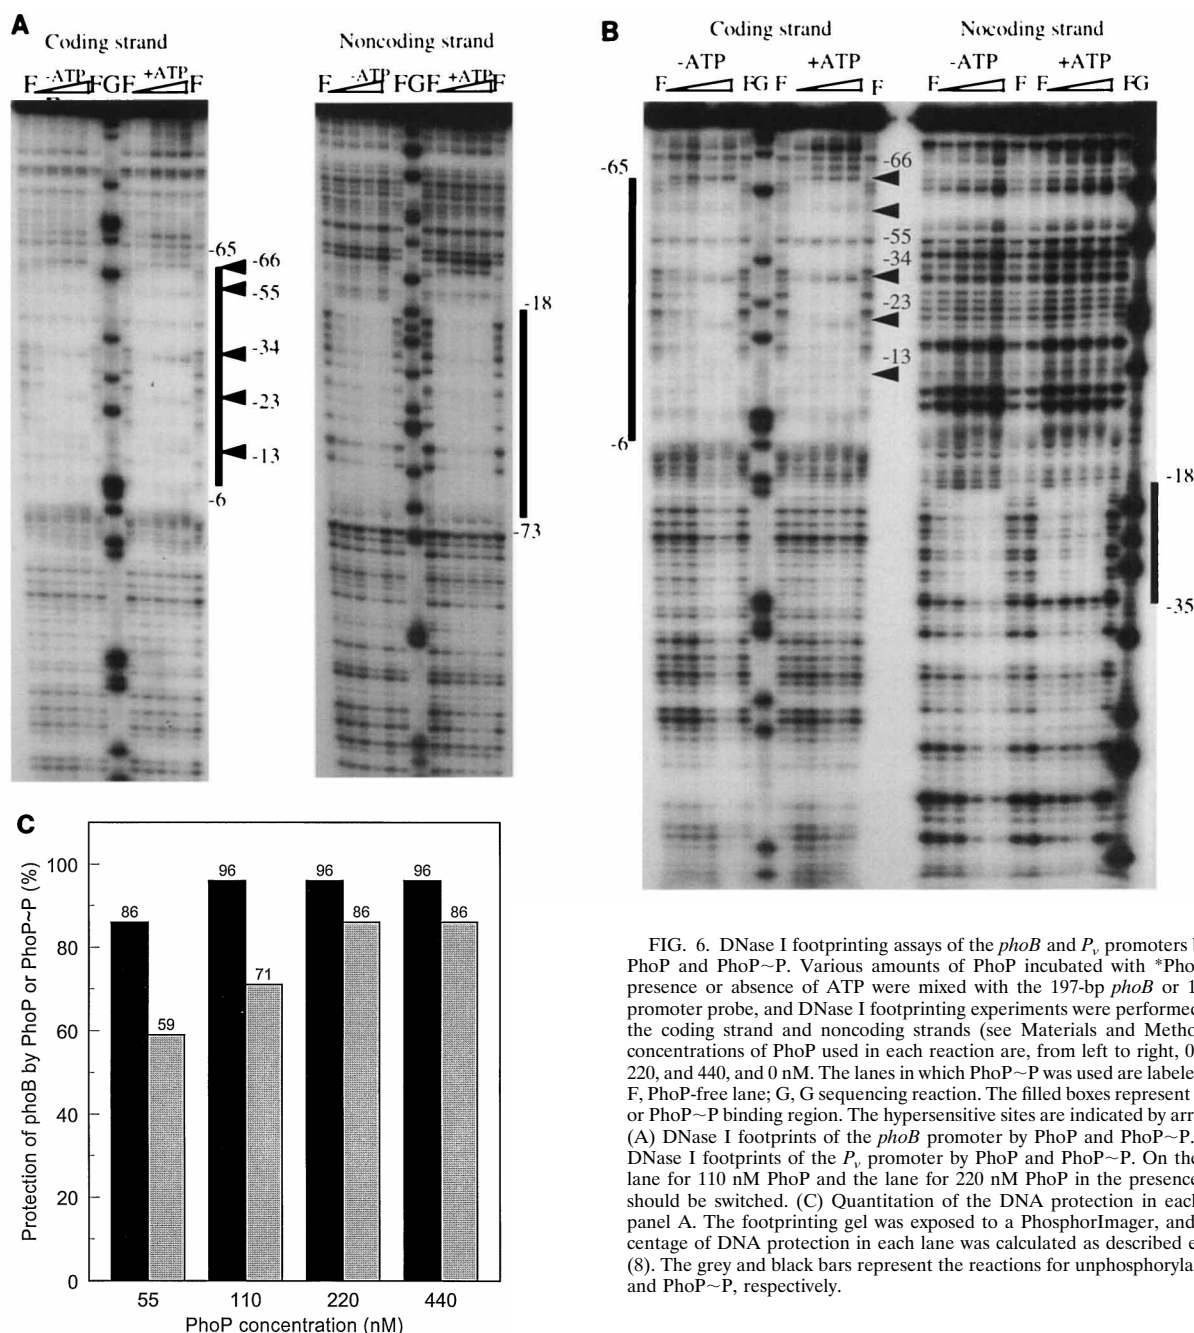 A
Coding strand
Noncoding strand
F -ATP FGF +ATP F
F -ATP FGF +ATP F
-65
-66
-55
-34
-23
-13
-6
-18
-73
B
Coding strand
Nocoding strand
-ATP +ATP
-ATP +ATP
F FG F F
F F F FG
-65
-66
-55
-34
-23
-13
-6
-18
-35
C
Protection of phoB by PhoP or PhoP~P (%)
100
80
60
40
20
0
86
59
96
71
96
86
96
86
55 110 220 440
PhoP concentration (nM)
FIG. 6. DNase I footprinting assays of the phoB and Pv promoters
PhoP and PhoP~P. Various amounts of PhoP incubated with *Pho
presence or absence of ATP were mixed with the 197-bp phoB or 1
promoter probe, and DNase I footprinting experiments were performed
the coding strand and noncoding strands (see Materials and Metho
concentrations of PhoP used in each reaction are, from left to right, 0
220, and 440, and 0 nM. The lanes in which PhoP~P was used are labele
F, PhoP-free lane; G, G sequencing reaction. The filled boxes represent
or PhoP~P binding region. The hypersensitive sites are indicated by arr
(A) DNase I footprints of the phoB promoter by PhoP and PhoP~P.
DNase I footprints of the Pv promoter by PhoP and PhoP~P. On the
lane for 110 nM PhoP and the lane for 220 nM PhoP in the presence
should be switched. (C) Quantitation of the DNA protection in each
panel A. The footprinting gel was exposed to a PhosphorImager, and
centage of DNA protection in each lane was calculated as described e
(8). The grey and black bars represent the reactions for unphosphoryla
and PhoP~P, respectively.